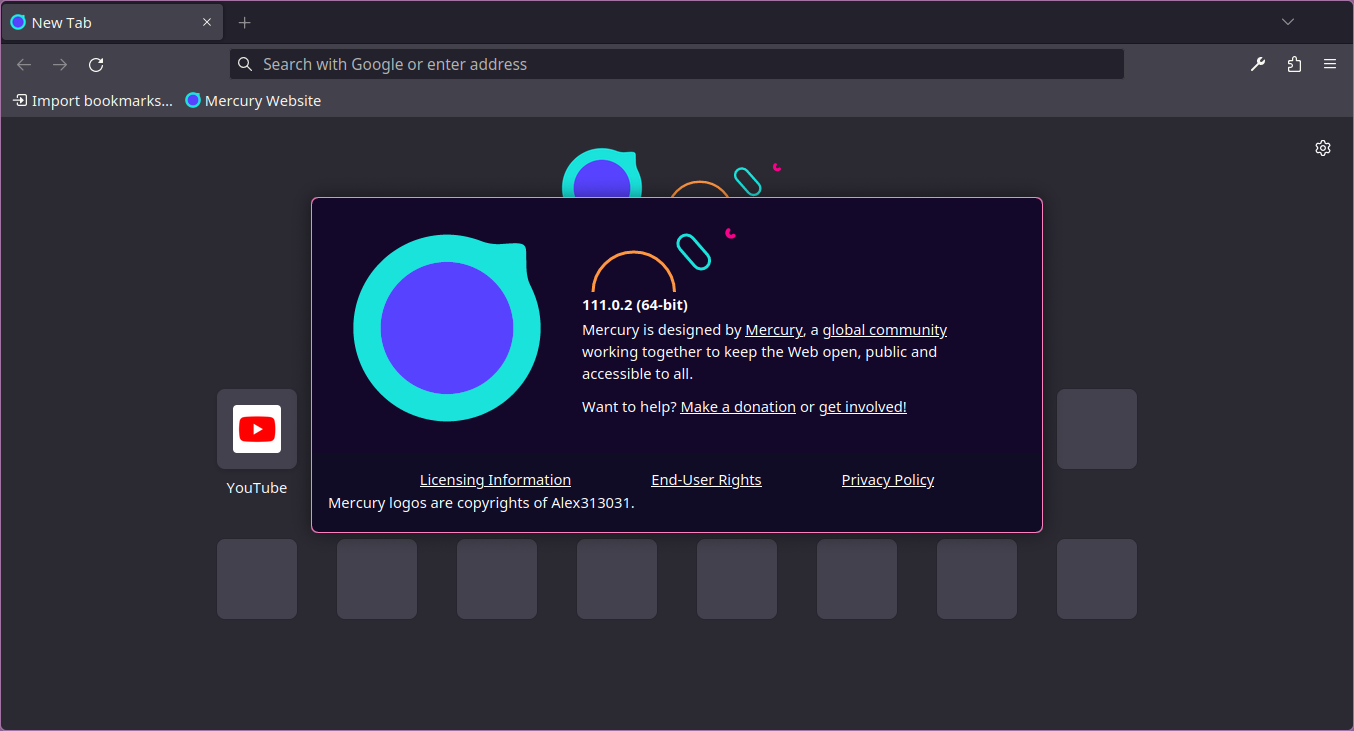 New Tab
Search with Google or enter address
Import bookmarks... Mercury Website
111.0.2 (64-bit)
Mercury is designed by Mercury, a global community
working together to keep the Web open, public and
accessible to all.
Want to help? Make a donation or get involved!
Licensing Information End-User Rights Privacy Policy
Mercury logos are copyrights of Alex313031.
YouTube